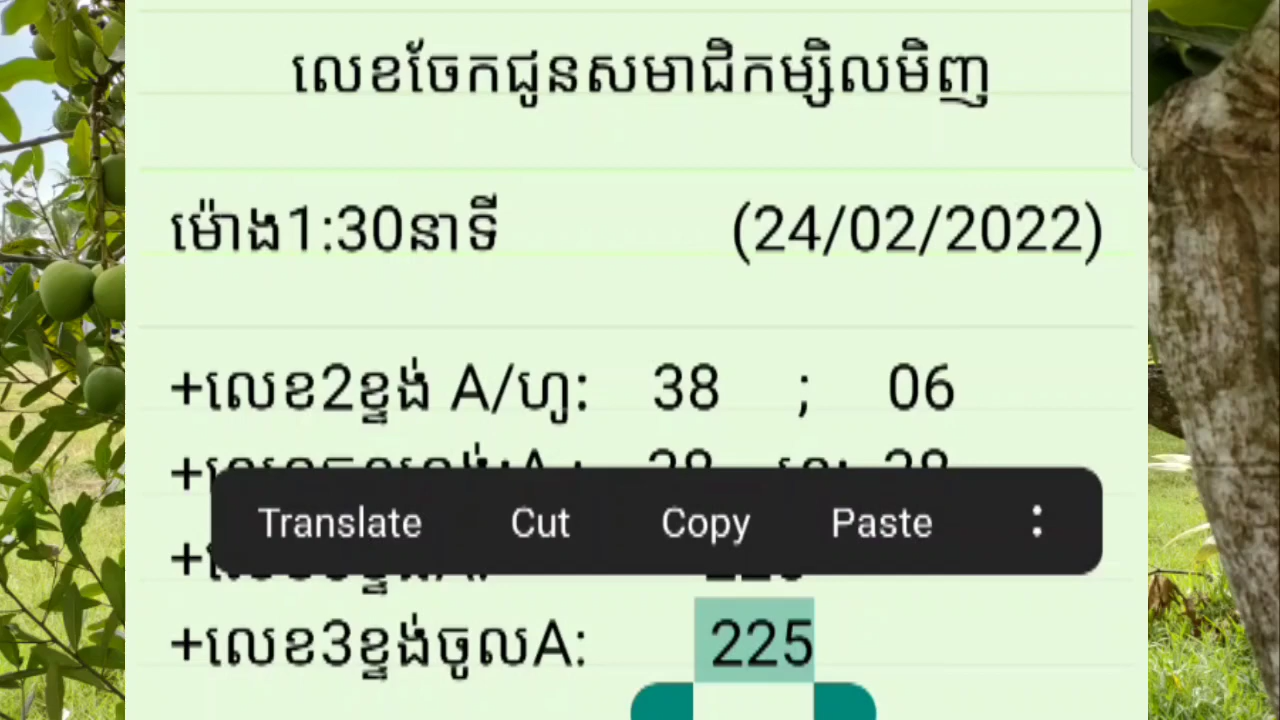 លេខចែកជូនសមាជិកម្សិលមិញ
ម៉ោង1:30នាទី (24/02/2022)
+លេខ2ខ្ទង់ A/ហូ: 38 ; 06
Translate Cut Copy Paste
+លេខ3ខ្ទង់ចូលA: 225